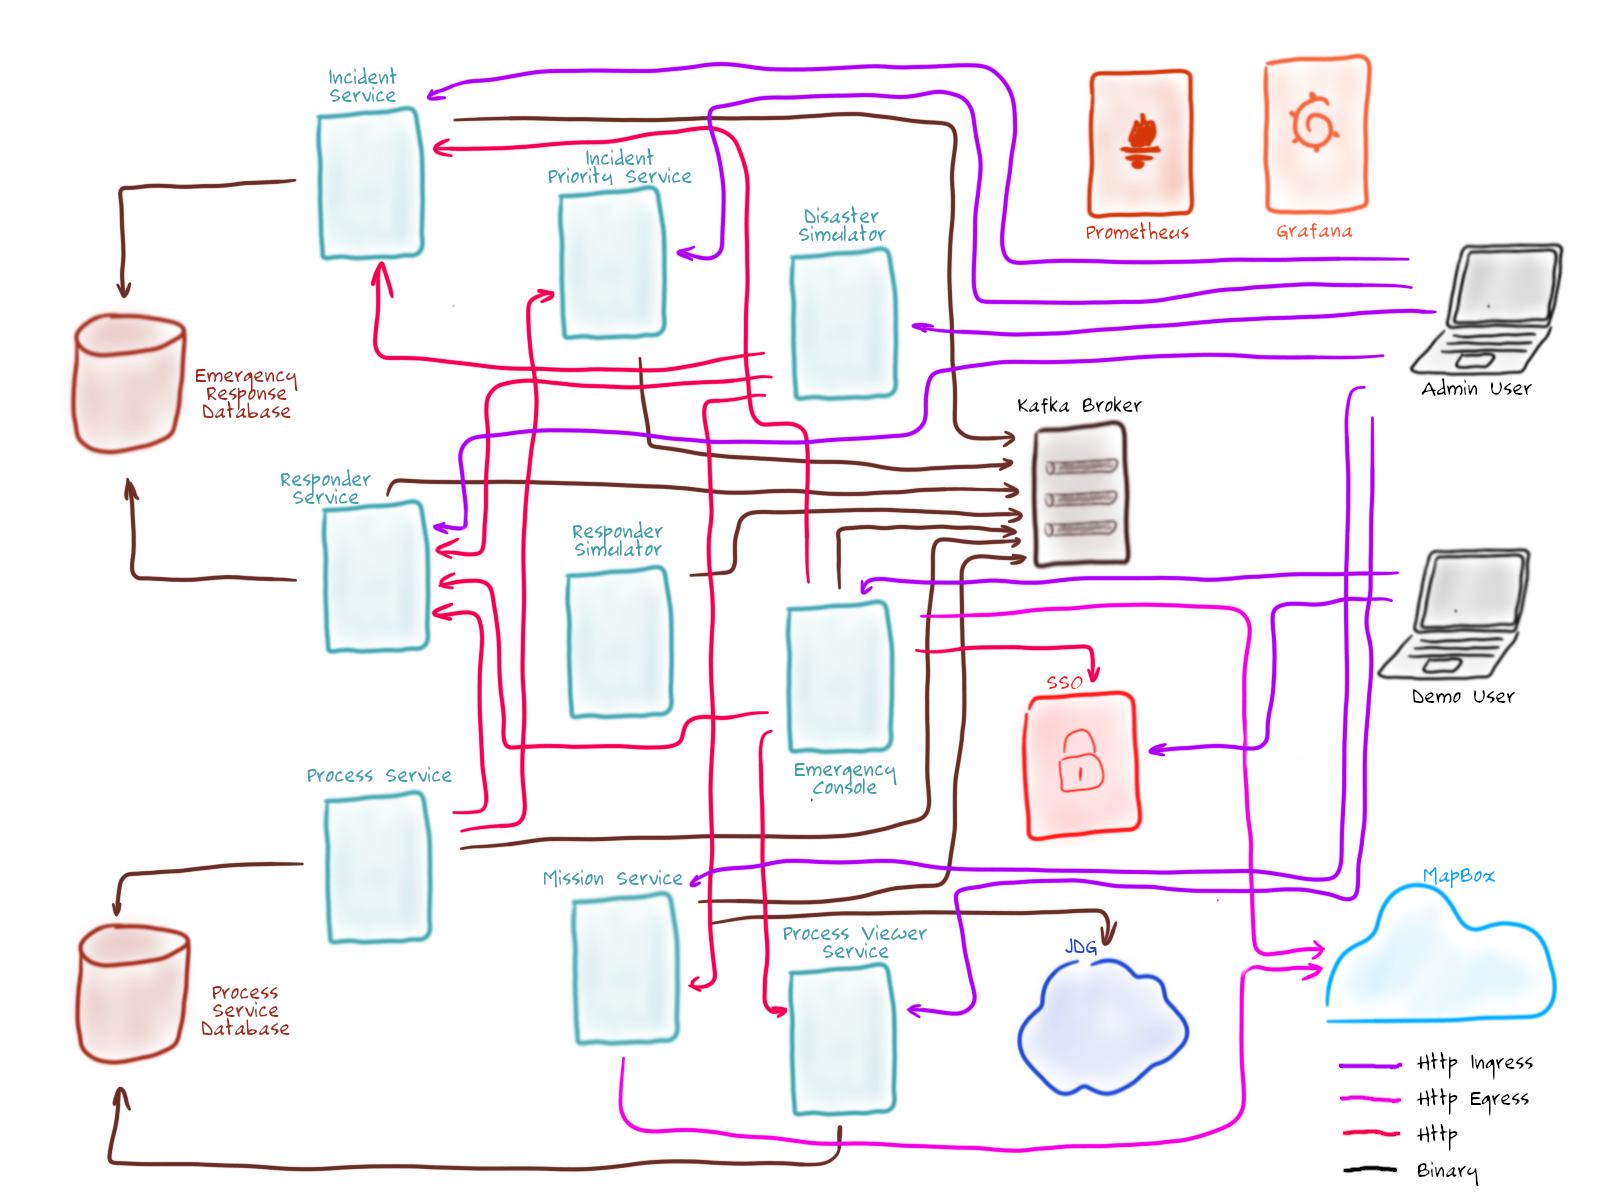 Incident
Service
Incident
Priority Service
Disaster
Simulator
Prometheus
Grafana
Admin User
Emergency
Response
Database
Kafka Broker
Responder
Service
Responder
Simulator
SSO
Demo User
Process Service
Emergency
Console
Mission Service
MapBox
Process Viewer
Service
JDG
Process
Service
Database
Http Ingress
Http Egress
Http
Binary